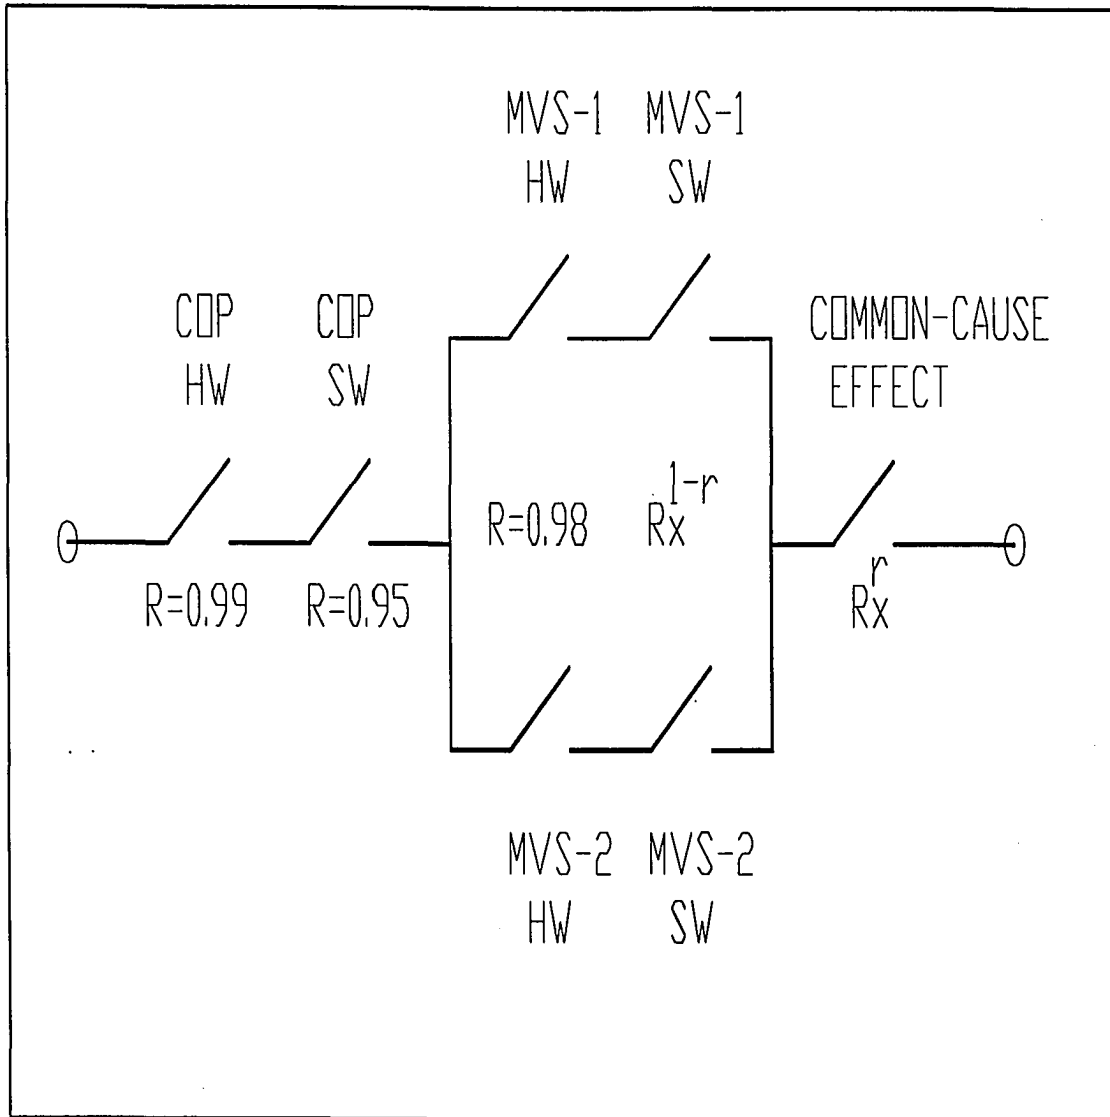 MVS-1 MVS-1
HW SW
COP COP
HW SW
COMMON-CAUSE
EFFECT
R=0.98 Rx^1-r
R=0.99 R=0.95
Rx^r
MVS-2 MVS-2
HW SW